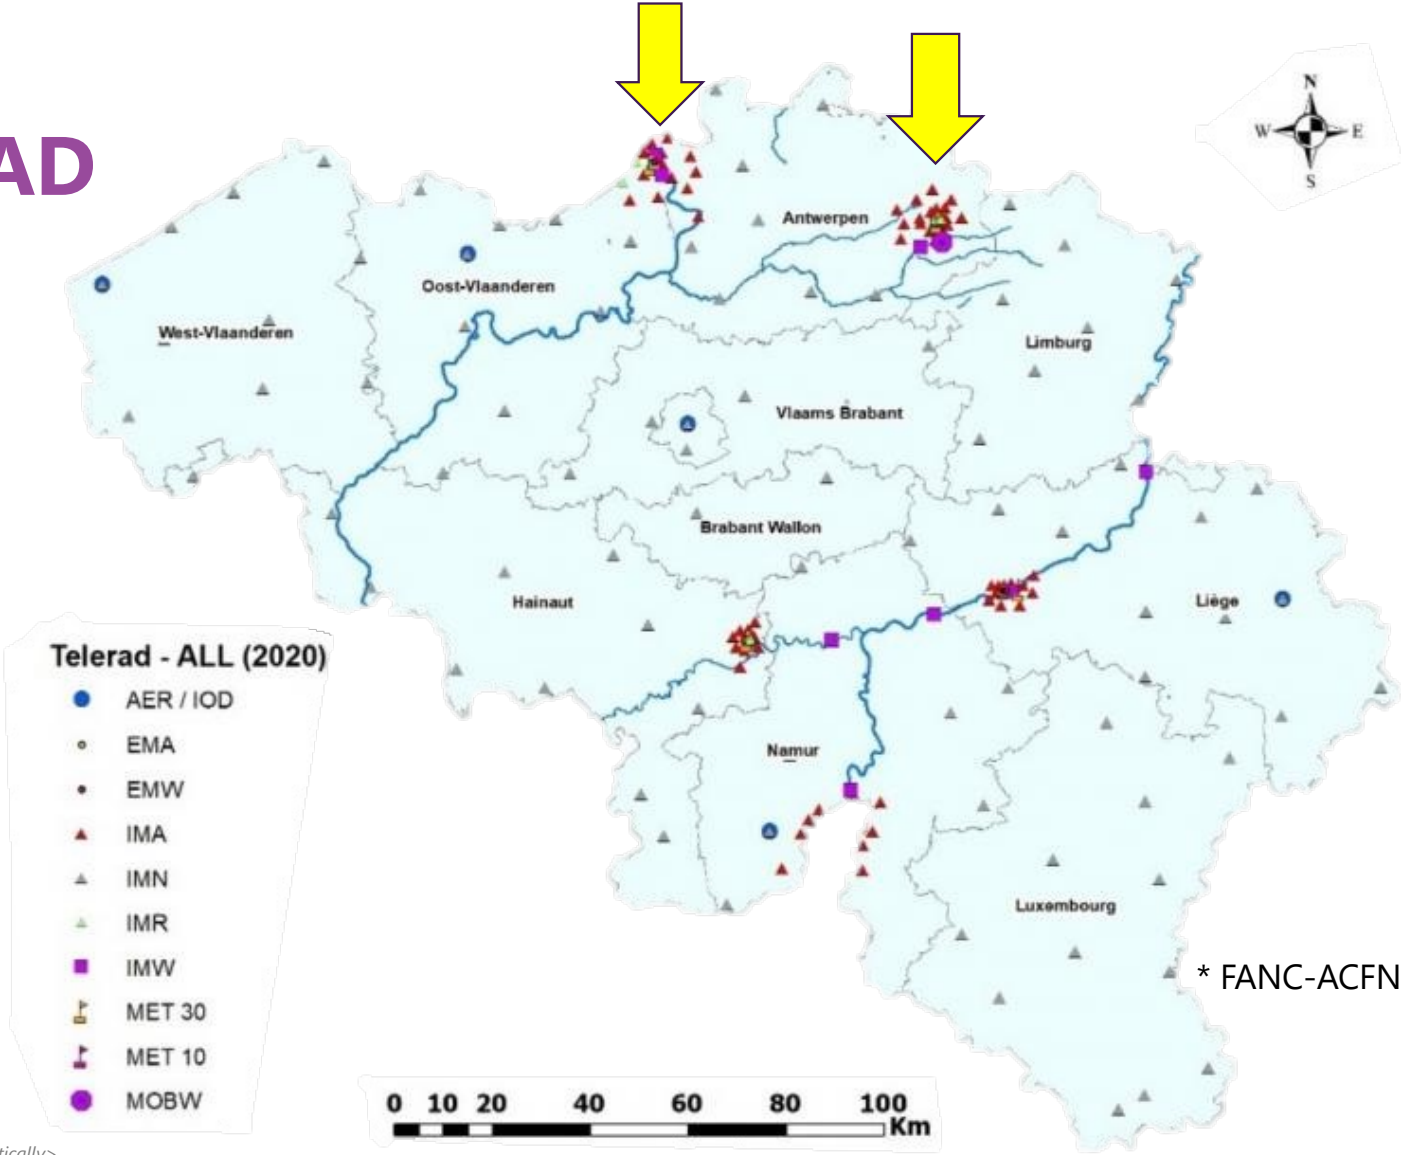 AD
N
W E
S
Antwerpen
Oost-Vlaanderen
West-Vlaanderen
Limburg
Vlaams Brabant
Brabant Wallon
Hainaut
Liège
Telerad - ALL (2020)
AER / IOD
EMA
EMW
IMA
IMN
IMR
IMW
MET 30
MET 10
MOBW
Namur
Luxembourg
* FANC-ACFN
0 10 20 40 60 80 100
Km
tically>